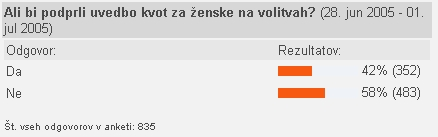 Ali bi podprli uvedbo kvot za ženske na volitvah? (28. jun 2005 - 01.
jul 2005)
Odgovor: Rezultatov:
Da 42% (352)
Ne 58% (483)
Št. vseh odgovorov v anketi: 835